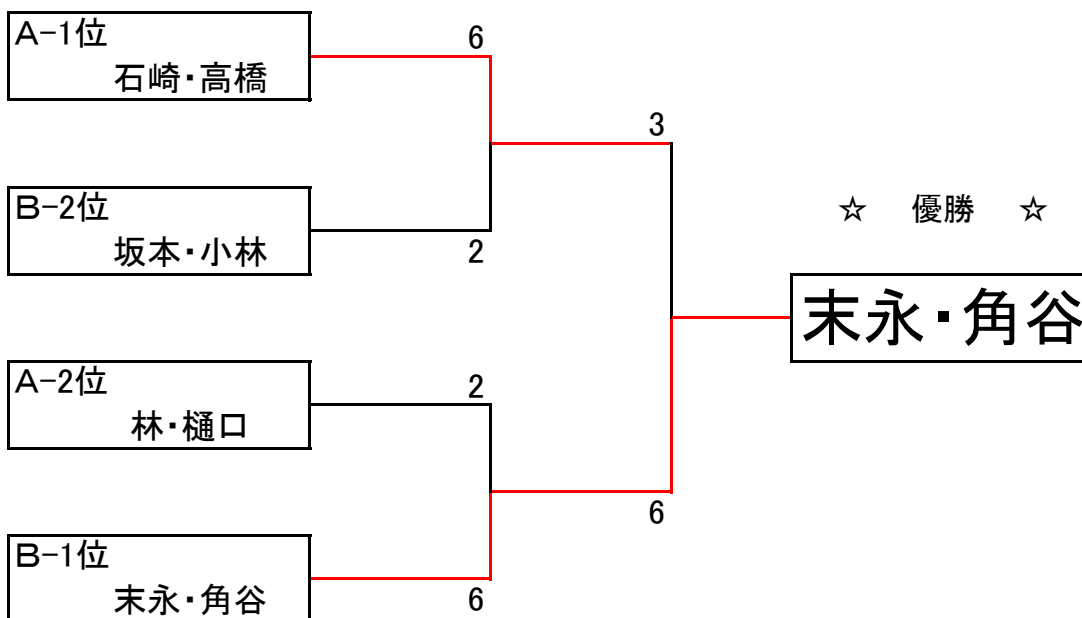 A-1位
石崎・高橋
6
3
B-2位
坂本・小林
2
☆ 優勝 ☆
末永・角谷
A-2位
林・樋口
2
6
B-1位
末永・角谷
6